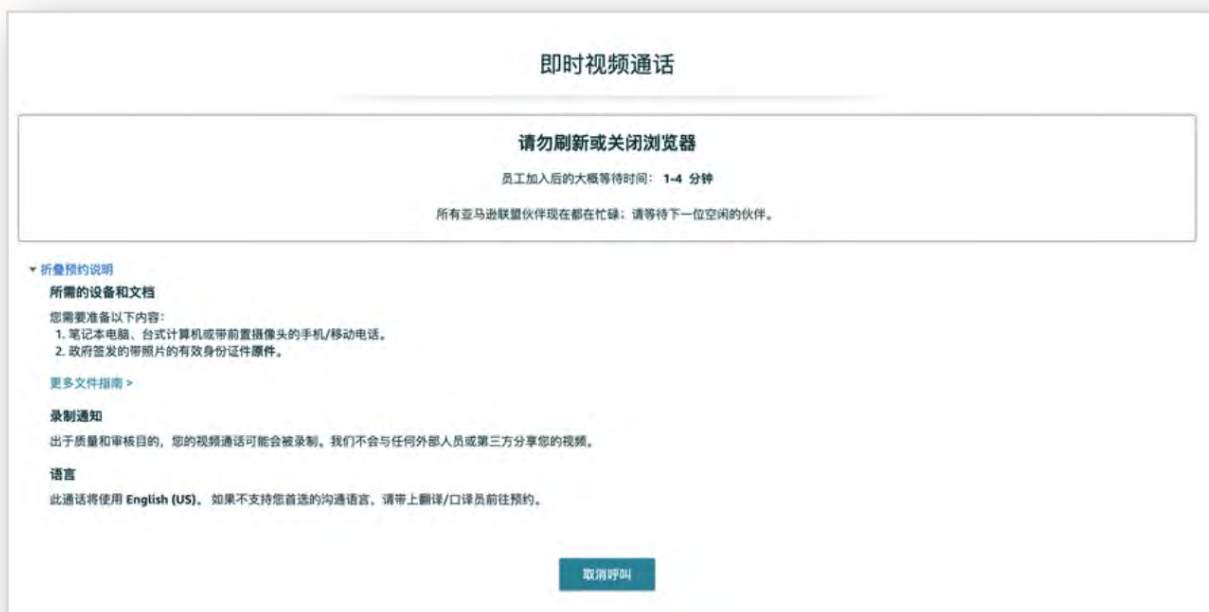 即时视频通话
请勿刷新或关闭浏览器
员工加入后的大概等待时间： 1-4 分钟
所有亚马逊联盟伙伴现在都在忙碌；请等待下一位空闲的伙伴。
折叠预约说明
所需的设备和文档
您需要准备以下内容：
1. 笔记本电脑、台式计算机或带前置摄像头的手机/移动电话。
2. 政府签发的带照片的有效身份证件原件。
更多文件指南 >
录制通知
出于质量和审核目的，您的视频通话可能会被录制。我们不会与任何外部人员或第三方分享您的视频。
语言
此通话将使用 English (US)。 如果不支持您首选的沟通语言，请带上翻译/口译员前往预约。
取消呼叫